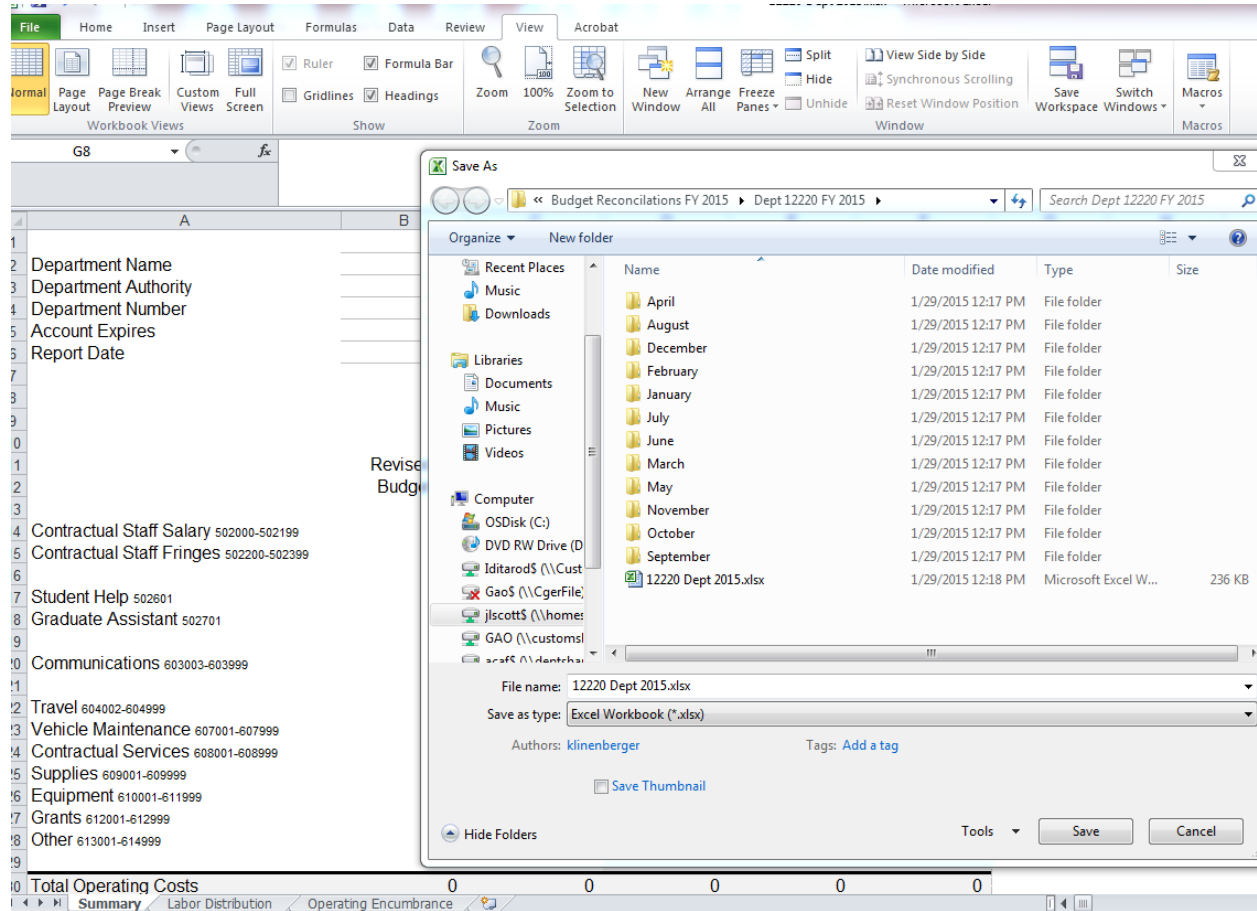 File Home Insert Page Layout Formulas Data Review View Acrobat
Normal Page Layout Page Break Preview Custom Views Full Screen
Workbook Views
Ruler Formula Bar
Gridlines Headings
Show
Zoom 100% Zoom to Selection
Zoom
New Window Arrange All Freeze Panes
Split
Hide
Unhide
View Side by Side
Synchronous Scrolling
Reset Window Position
Save Workspace Switch Windows
Window
Macros
Macros
G8 fx
A B
Department Name
Department Authority
Department Number
Account Expires
Report Date
Revise
Budge
Contractual Staff Salary 502000-502199
Contractual Staff Fringes 502200-502399
Student Help 502601
Graduate Assistant 502701
Communications 603003-603999
Travel 604002-604999
Vehicle Maintenance 607001-607999
Contractual Services 608001-608999
Supplies 609001-609999
Equipment 610001-611999
Grants 612001-612999
Other 613001-614999
Total Operating Costs 0 0 0 0 0
Summary Labor Distribution Operating Encumbrance
Save As
« Budget Reconcilations FY 2015 Dept 12220 FY 2015
Search Dept 12220 FY 2015
Organize New folder
Recent Places
Music
Downloads
Libraries
Documents
Music
Pictures
Videos
Computer
OSDisk (C:)
DVD RW Drive (D
Iditarod$ (\\Cust
Gao$ (\\CgerFile)
jlscott$ (\\homes
GAO (\\customsl
Name Date modified Type Size
April 1/29/2015 12:17 PM File folder
August 1/29/2015 12:17 PM File folder
December 1/29/2015 12:17 PM File folder
February 1/29/2015 12:17 PM File folder
January 1/29/2015 12:17 PM File folder
July 1/29/2015 12:17 PM File folder
June 1/29/2015 12:17 PM File folder
March 1/29/2015 12:17 PM File folder
May 1/29/2015 12:17 PM File folder
November 1/29/2015 12:17 PM File folder
October 1/29/2015 12:17 PM File folder
September 1/29/2015 12:17 PM File folder
12220 Dept 2015.xlsx 1/29/2015 12:18 PM Microsoft Excel W... 236 KB
File name: 12220 Dept 2015.xlsx
Save as type: Excel Workbook (*.xlsx)
Authors: klinenberger Tags: Add a tag
Save Thumbnail
Hide Folders Tools Save Cancel